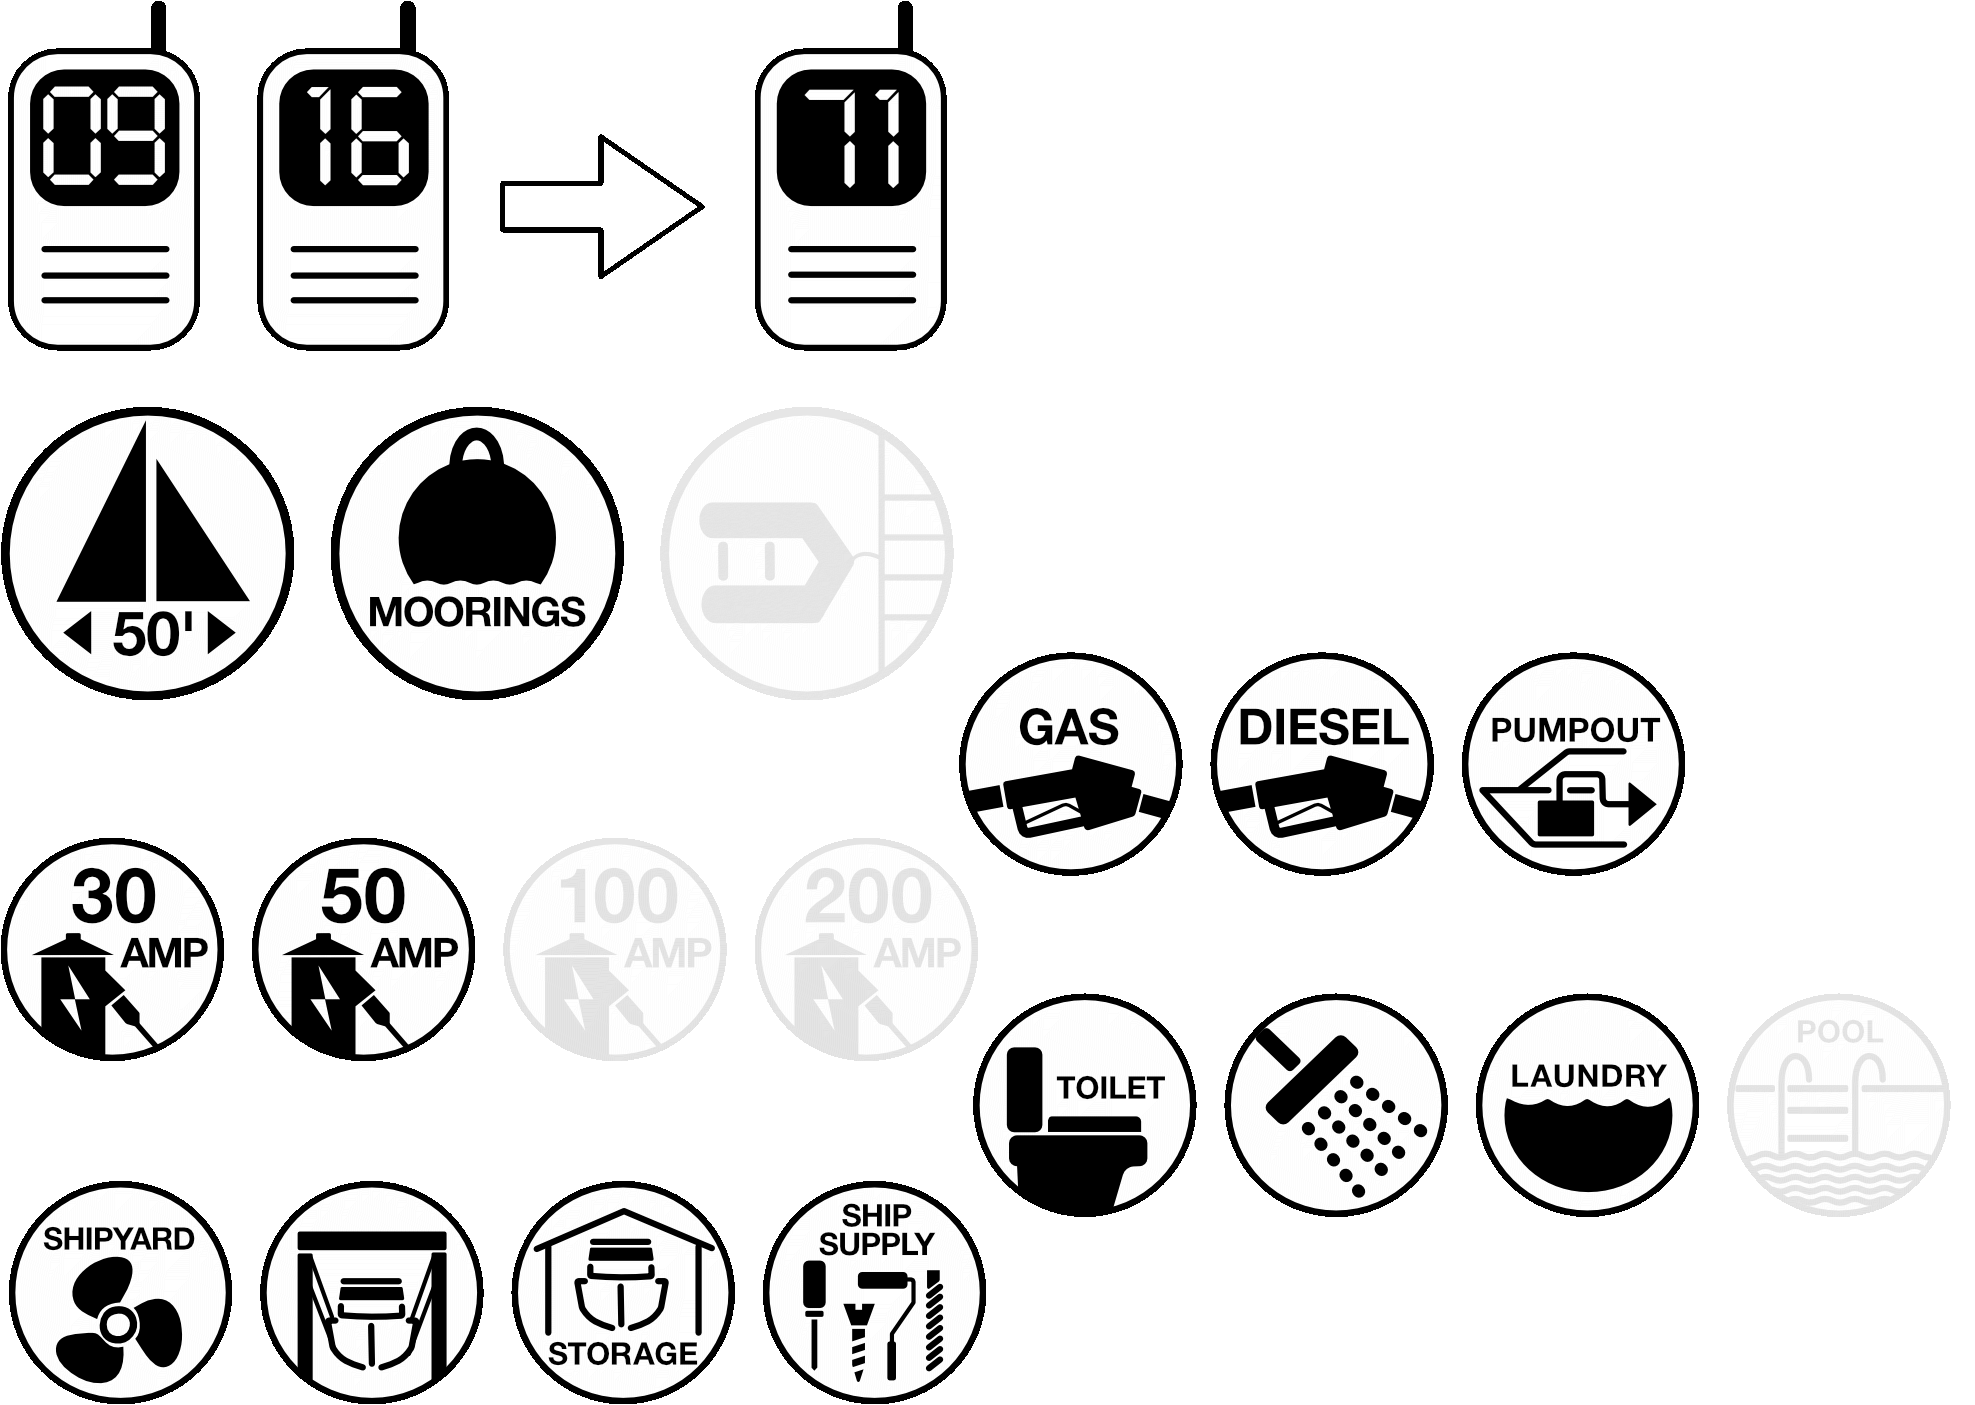 09 16 71
50'
MOORINGS
GAS
DIESEL
PUMPOUT
30
AMP
50
AMP
100
AMP
200
AMP
TOILET
LAUNDRY
POOL
SHIPYARD
STORAGE
SHIP
SUPPLY